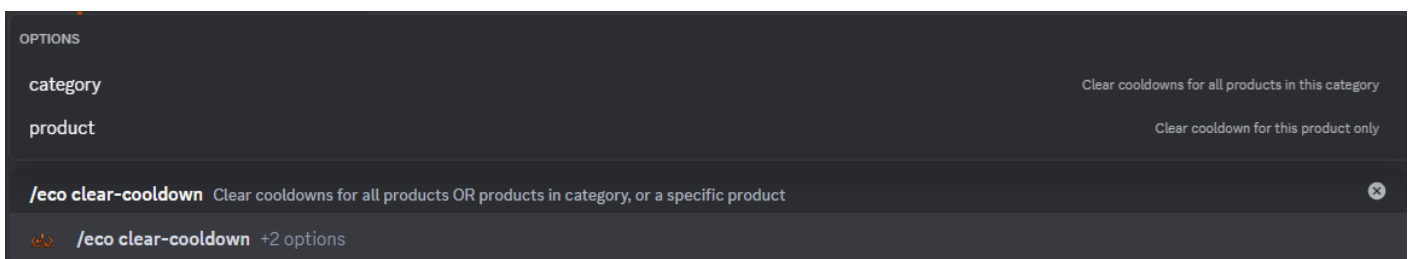 OPTIONS
category Clear cooldowns for all products in this category
product Clear cooldown for this product only
/eco clear-cooldown Clear cooldowns for all products OR products in category, or a specific product
/eco clear-cooldown +2 options